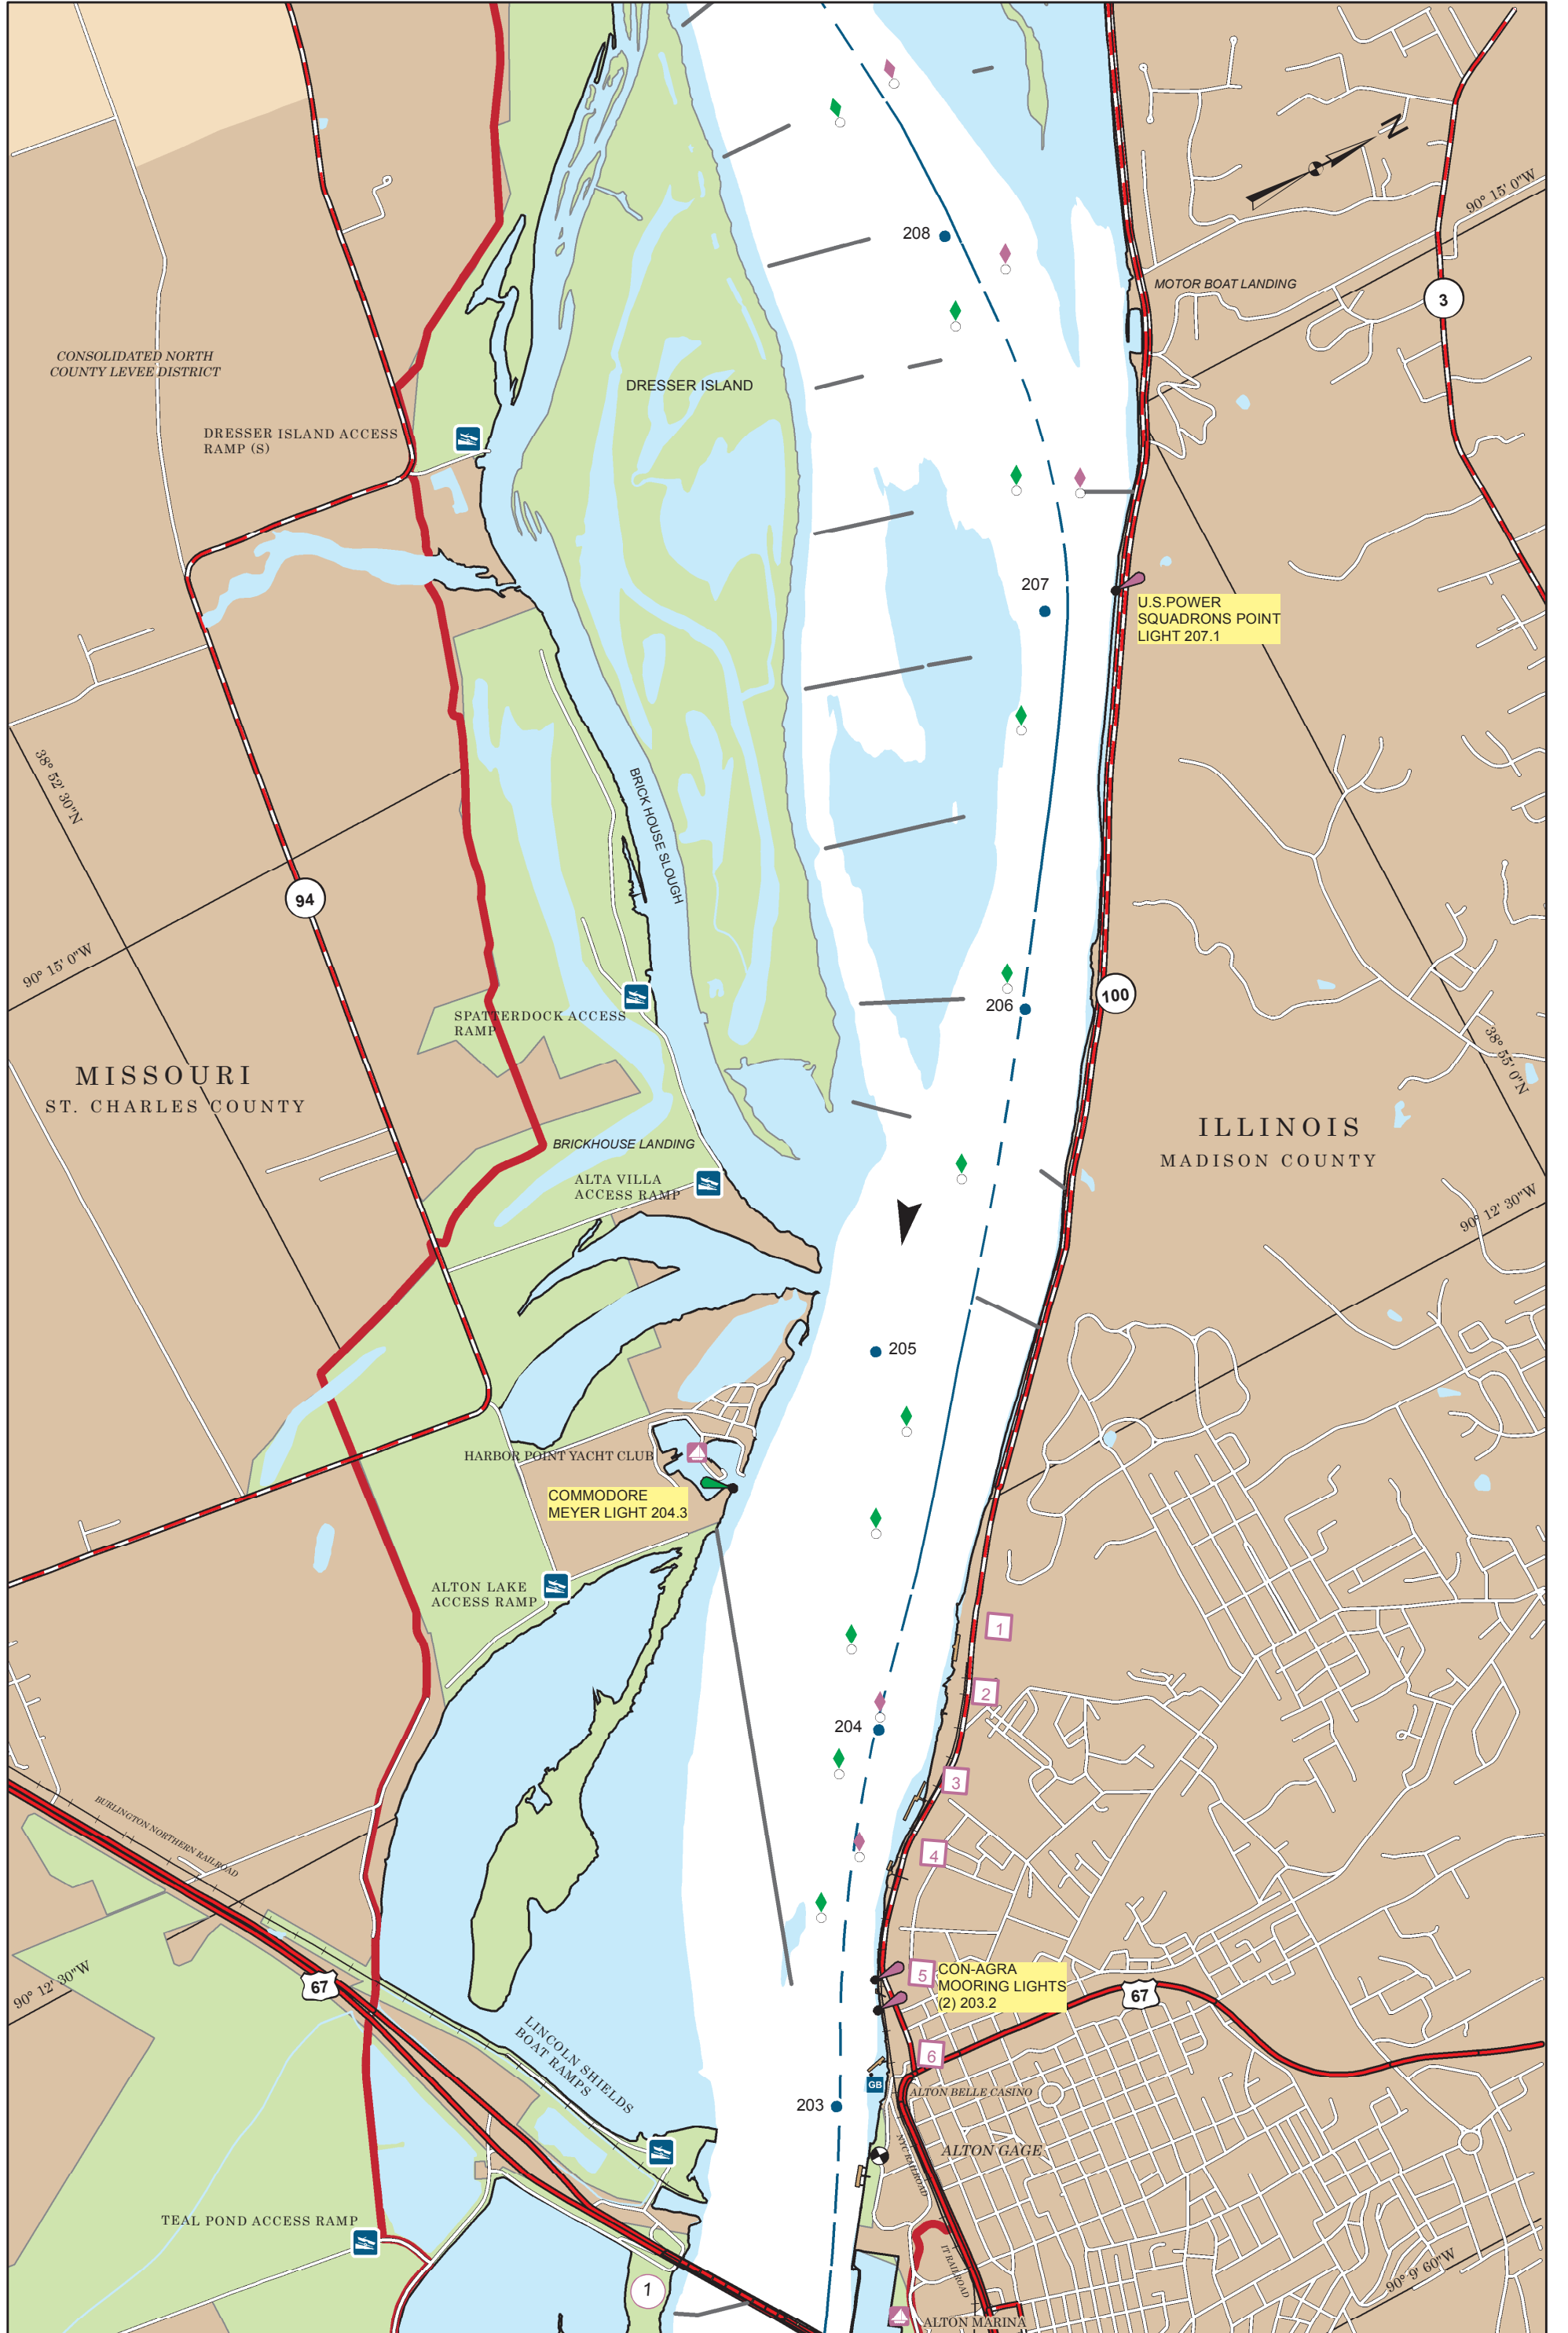 N
90° 15' 0"W
208
MOTOR BOAT LANDING
3
CONSOLIDATED NORTH
COUNTY LEVEE DISTRICT
DRESSER ISLAND
DRESSER ISLAND ACCESS
RAMP (S)
207
U.S.POWER
SQUADRONS POINT
LIGHT 207.1
38° 52' 30"N
BRICK HOUSE SLOUGH
94
90° 15' 0"W
100
SPATTERDOCK ACCESS
RAMP
206
38° 55' 0"N
MISSOURI
ST. CHARLES COUNTY
ILLINOIS
MADISON COUNTY
BRICKHOUSE LANDING
ALTA VILLA
ACCESS RAMP
90° 12' 30"W
205
HARBOR POINT YACHT CLUB
COMMODORE
MEYER LIGHT 204.3
ALTON LAKE
ACCESS RAMP
1
2
204
3
BURLINGTON NORTHERN RAILROAD
4
90° 12' 30"W
67
5
CON-AGRA
MOORING LIGHTS
(2) 203.2
67
LINCOLN SHIELDS
BOAT RAMPS
6
GB
ALTON BELLE CASINO
203
NYC RAILROAD
ALTON GAGE
TEAL POND ACCESS RAMP
IT RAILROAD
90° 9' 60"W
1
ALTON MARINA